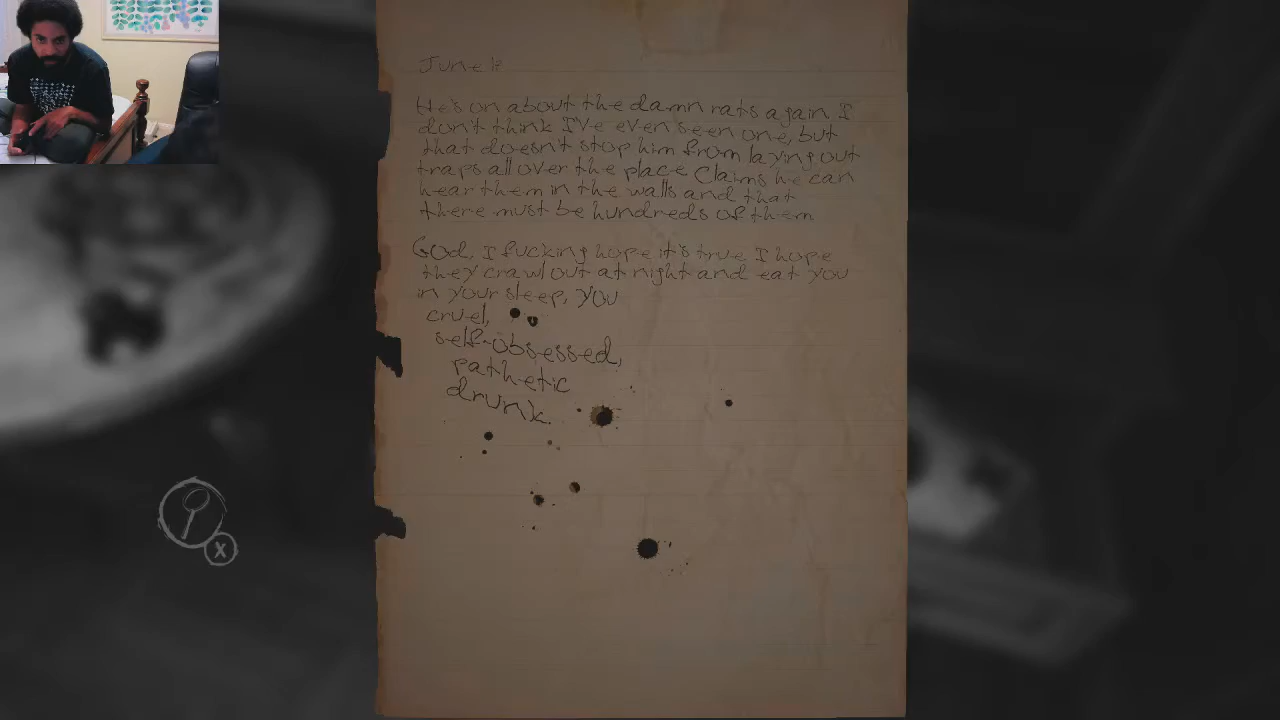 June
He's on about the damn rats again I
don't think I've even seen one, but
that doesn't stop him from laying out
traps all over the place Claims he can
hear them in the walls and that
there must be hundreds of them
God, I fucking hope it's true I hope
they crawl out at night and eat you
in your sleep, you
cruel,
self-obsessed,
pathetic
drunk.
X